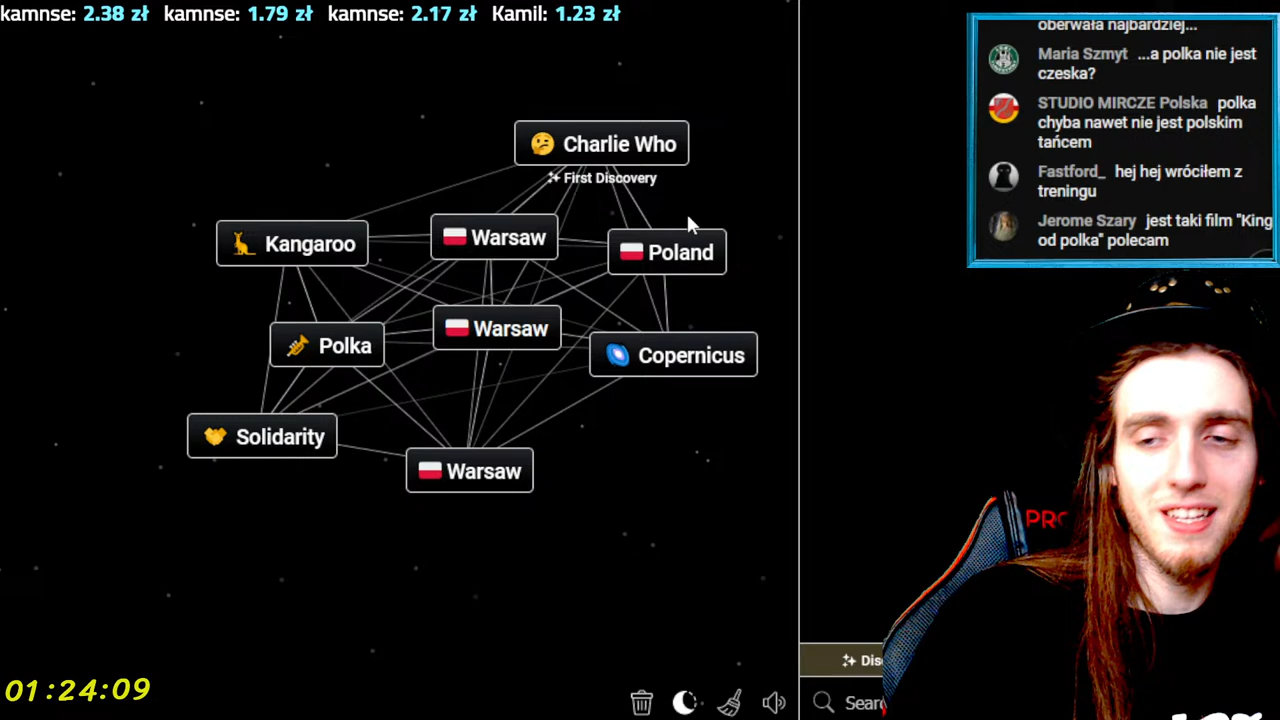 kamnse: 2.38 zł kamnse: 1.79 zł kamnse: 2.17 zł Kamil: 1.23 zł
oberwała najbardziej...
Maria Szmyt ...a polka nie jest
czeska?
STUDIO MIRCZE Polska polka
chyba nawet nie jest polskim
tańcem
Fastford_ hej hej wróciłem z
treningu
Jerome Szary jest taki film "King
od polka" polecam
🤔 Charlie Who
First Discovery
Kangaroo
Warsaw
Poland
Polka
Warsaw
Copernicus
Solidarity
Warsaw
PRO
01:24:09
Disc
Sear